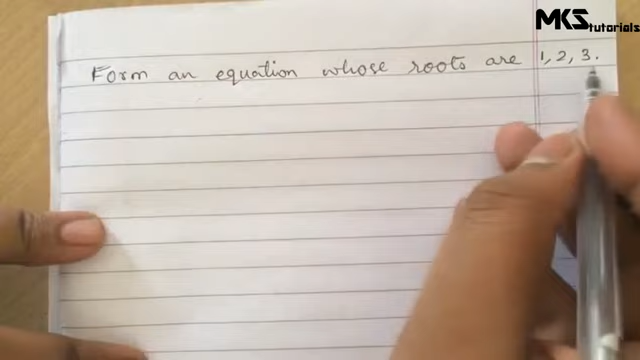 MKS tutorials
Form an equation whose roots are 1, 2, 3.